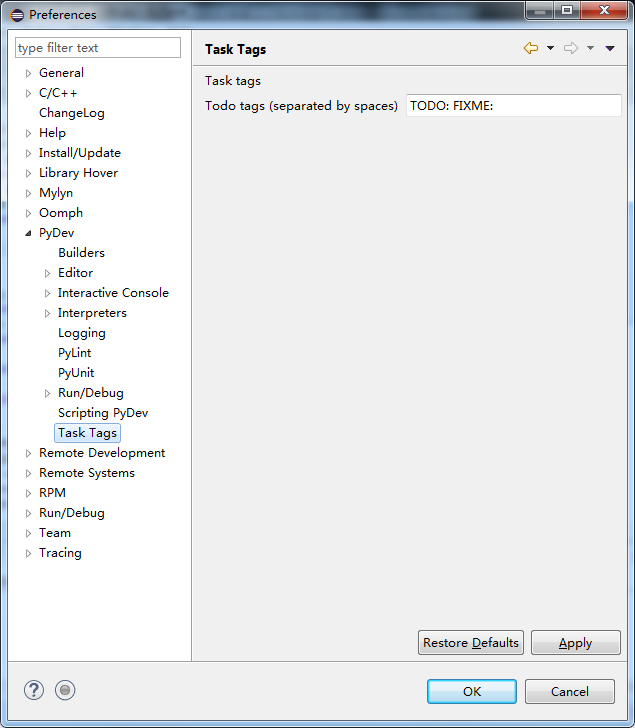 Preferences
type filter text
General
C/C++
ChangeLog
Help
Install/Update
Library Hover
Mylyn
Oomph
PyDev
Builders
Editor
Interactive Console
Interpreters
Logging
PyLint
PyUnit
Run/Debug
Scripting PyDev
Task Tags
Remote Development
Remote Systems
RPM
Run/Debug
Team
Tracing
Task Tags
Task tags
Todo tags (separated by spaces) TODO: FIXME:
Restore Defaults Apply
? OK Cancel